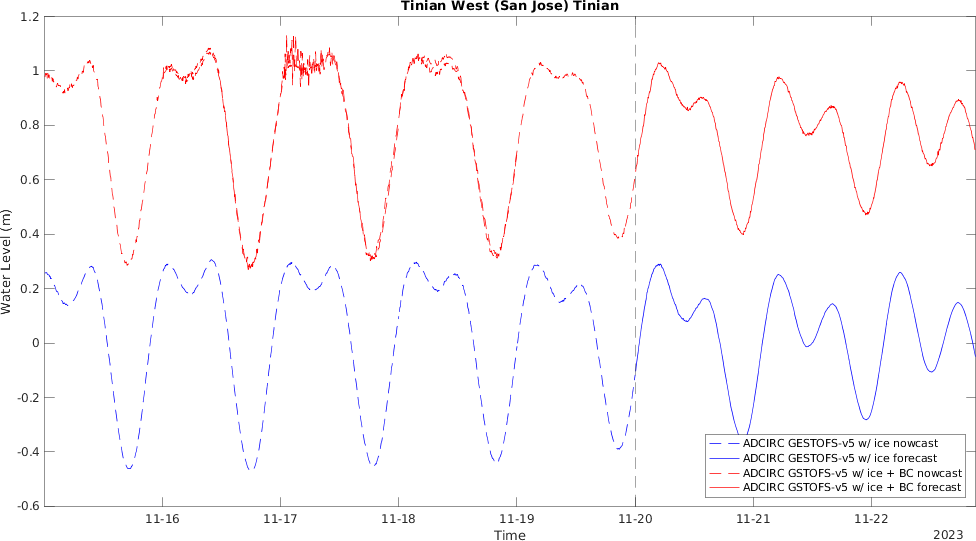 Tinian West (San Jose) Tinian
1.2
1
0.8
0.6
0.4
0.2
0
-0.2
-0.4
-0.6
Water Level (m)
ADCIRC GESTOFS-v5 w/ ice nowcast
ADCIRC GESTOFS-v5 w/ ice forecast
ADCIRC GSTOFS-v5 w/ ice + BC nowcast
ADCIRC GSTOFS-v5 w/ ice + BC forecast
11-16 11-17 11-18 11-19 11-20 11-21 11-22
Time
2023